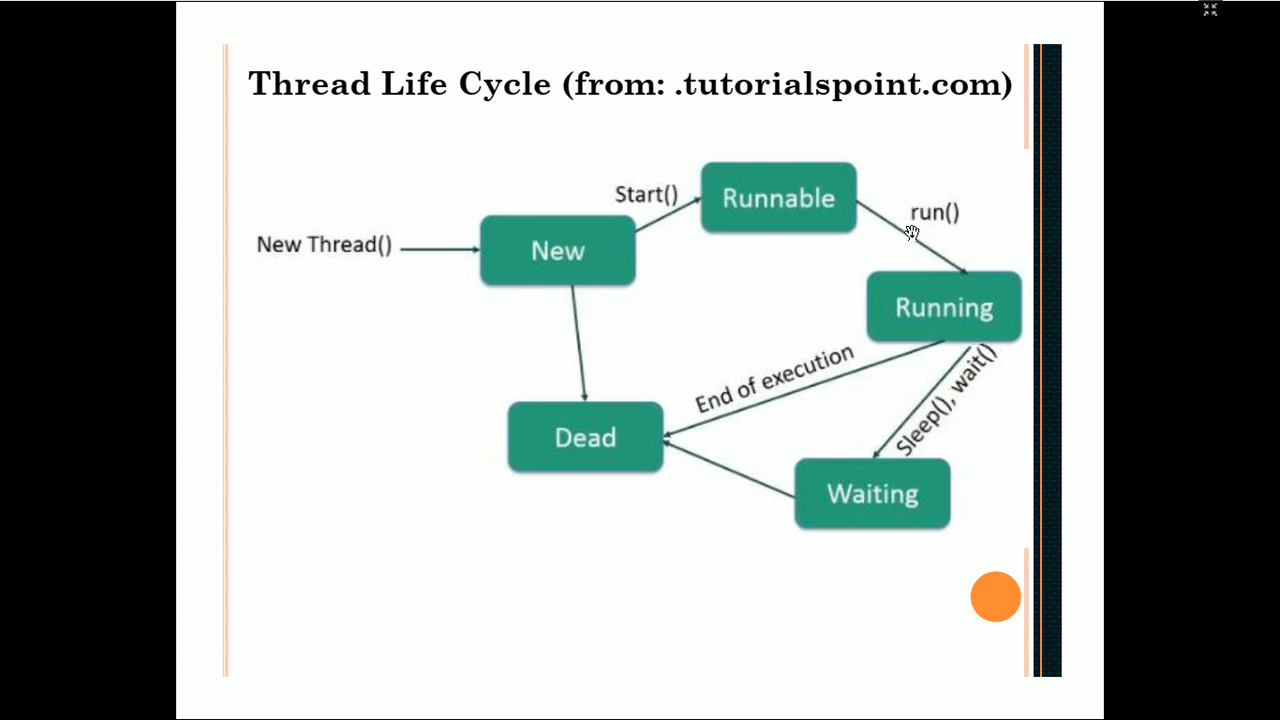 Thread Life Cycle (from: .tutorialspoint.com)
Start()
Runnable
run()
New Thread()
New
Running
End of execution
Sleep(), wait()
Dead
Waiting